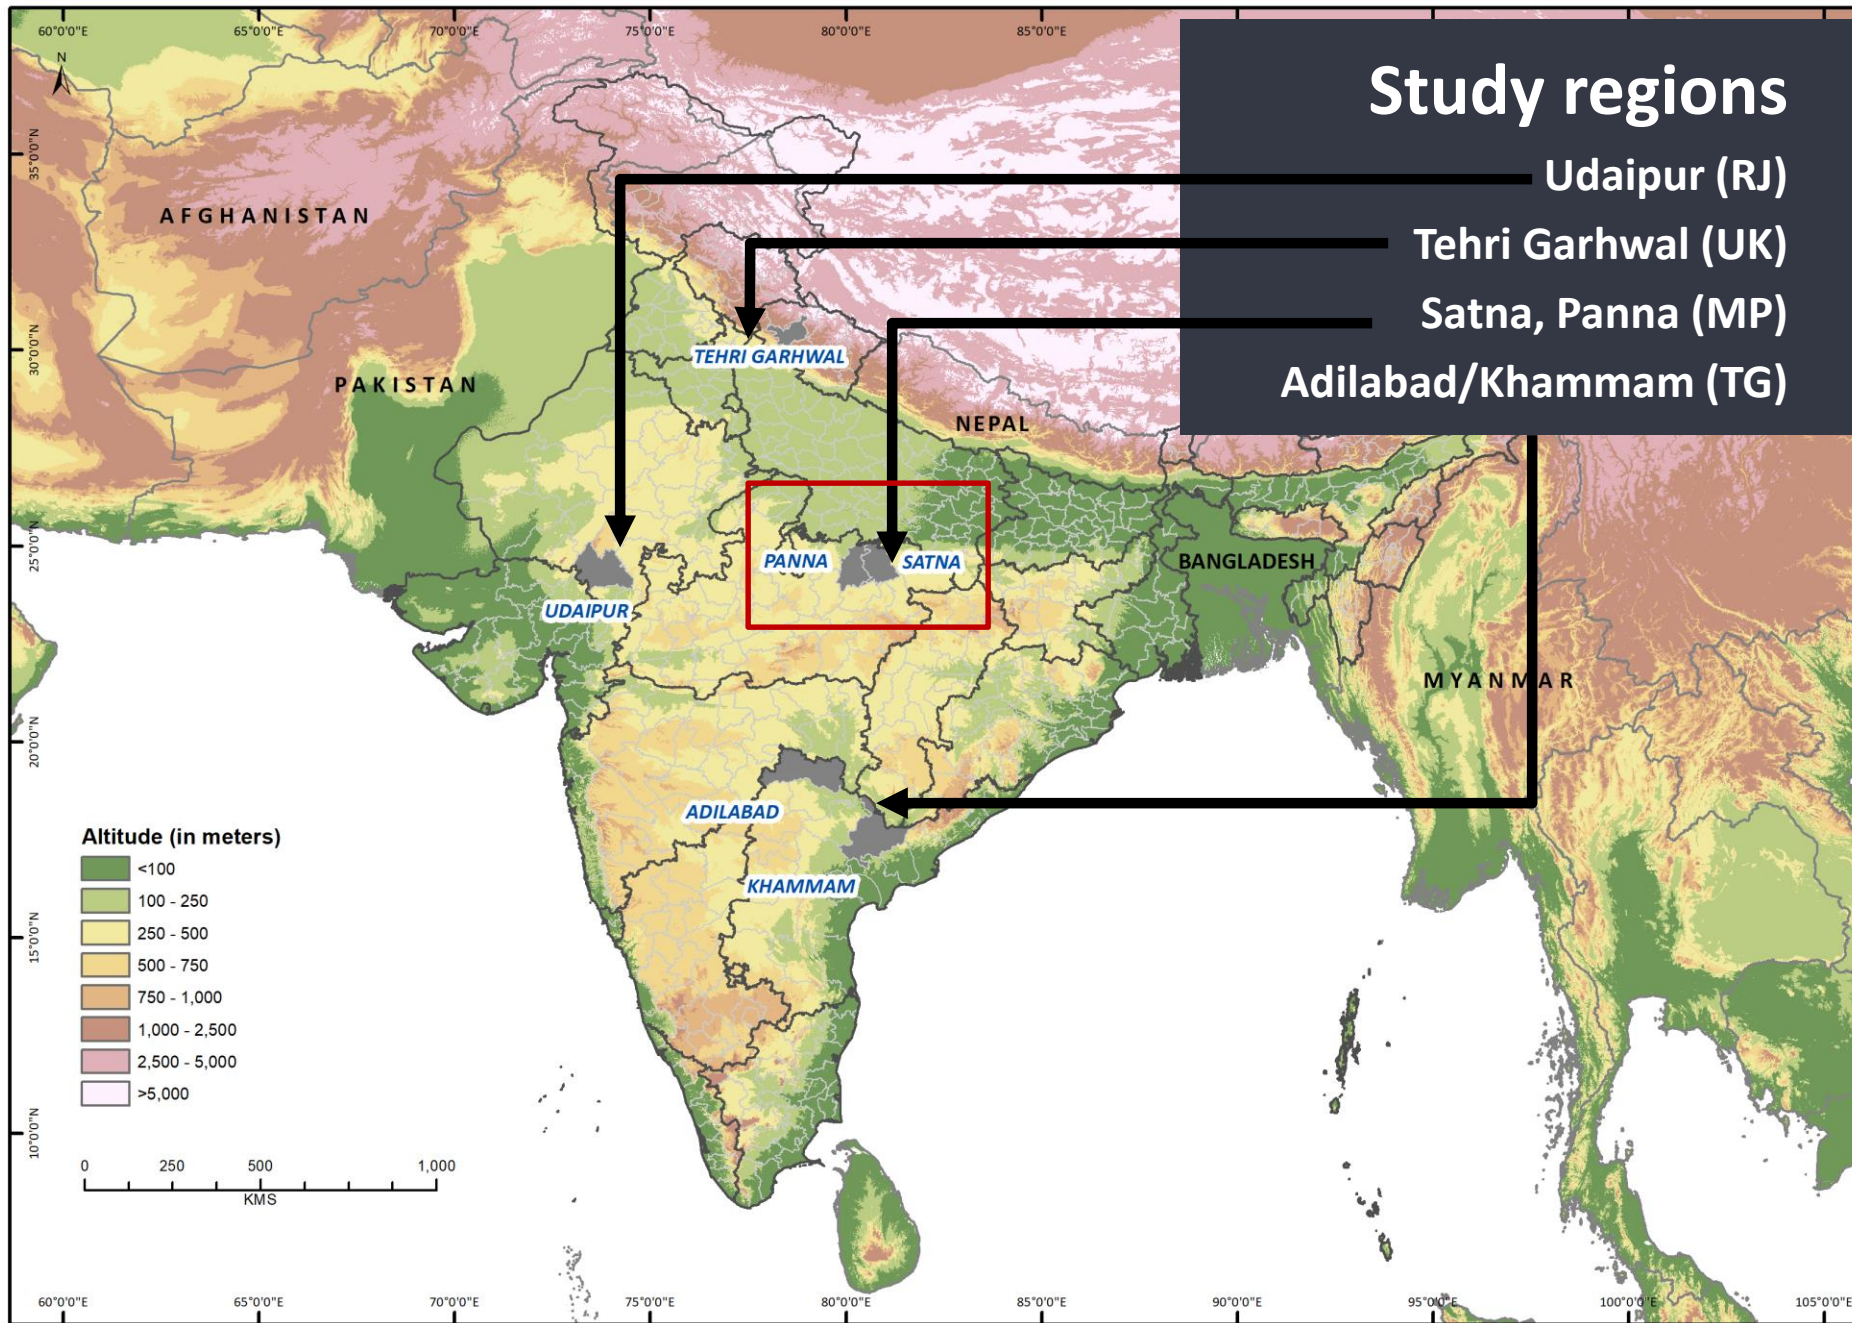 60°0'0"E 65°0'0"E 70°0'0"E 75°0'0"E 80°0'0"E 85°0'0"E
N
Study regions
Udaipur (RJ)
Tehri Garhwal (UK)
Satna, Panna (MP)
Adilabad/Khammam (TG)
35°0'0"N
30°0'0"N
25°0'0"N
20°0'0"N
15°0'0"N
10°0'0"N
AFGHANISTAN
TEHRI GARHWAL
PAKISTAN
NEPAL
PANNA
SATNA
BANGLADESH
UDAIPUR
MYANMAR
ADILABAD
KHAMMAM
Altitude (in meters)
<100
100 - 250
250 - 500
500 - 750
750 - 1,000
1,000 - 2,500
2,500 - 5,000
>5,000
0 250 500 1,000
KMS
60°0'0"E 65°0'0"E 70°0'0"E 75°0'0"E 80°0'0"E 85°0'0"E 90°0'0"E 95°0'0"E 100°0'0"E 105°0'0"E